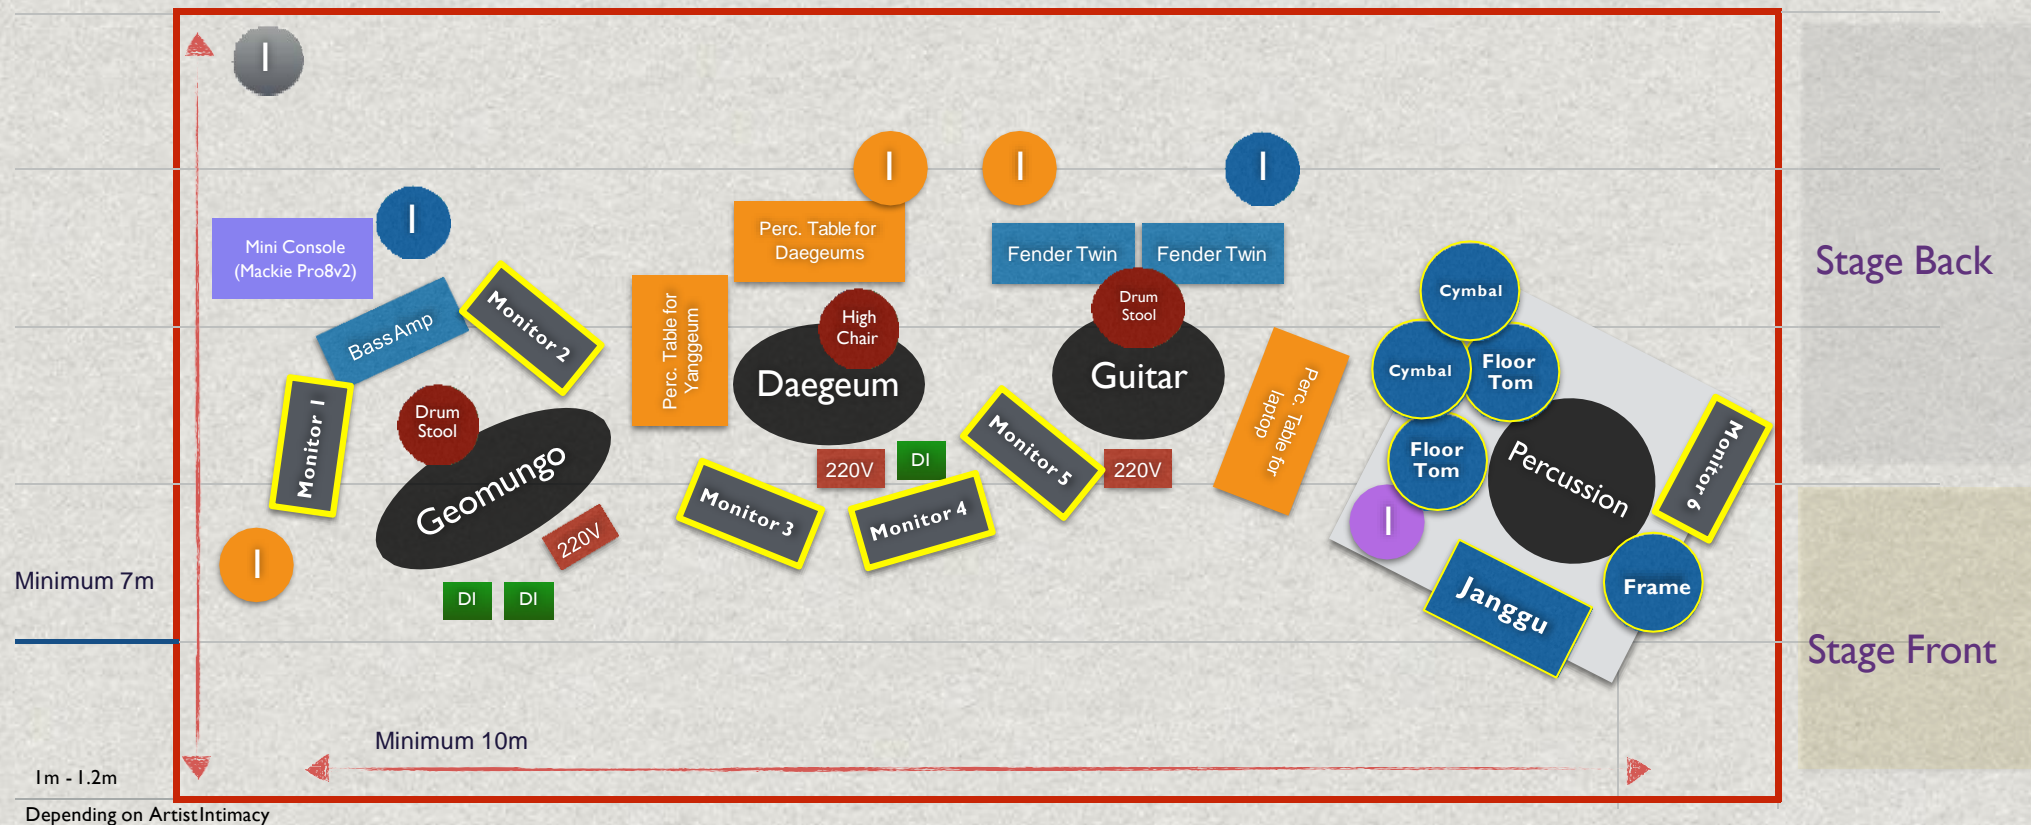 I
I
I
I
I
Mini Console
(Mackie Pro8v2)
Bass Amp
Monitor 2
Perc. Table for
Daegeums
Perc. Table for
Yanggeum
High
Chair
Daegeum
Fender Twin
Fender Twin
Drum
Stool
Guitar
Cymbal
Cymbal
Floor
Tom
Stage Back
Monitor 1
Drum
Stool
Geomungo
220V
DI
DI
I
220V
DI
Monitor 3
Monitor 4
Monitor 5
220V
Perc. Table for
laptop
Floor
Tom
Percussion
Monitor 6
I
Janggu
Frame
Minimum 7m
Stage Front
Minimum 10m
1m - 1.2m
Depending on Artist Intimacy